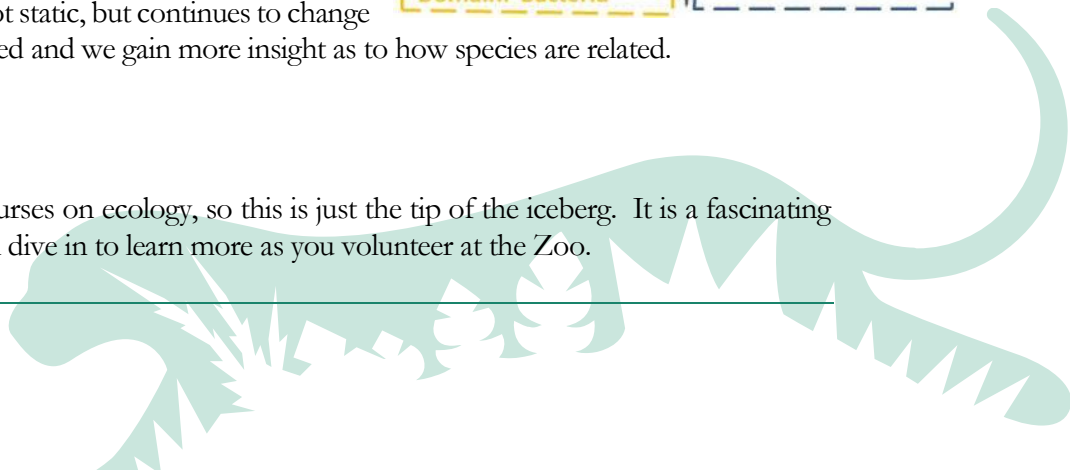 ot static, but continues to change
Domain: Bacteria
ed and we gain more insight as to how species are related.
urses on ecology, so this is just the tip of the iceberg. It is a fascinating
dive in to learn more as you volunteer at the Zoo.